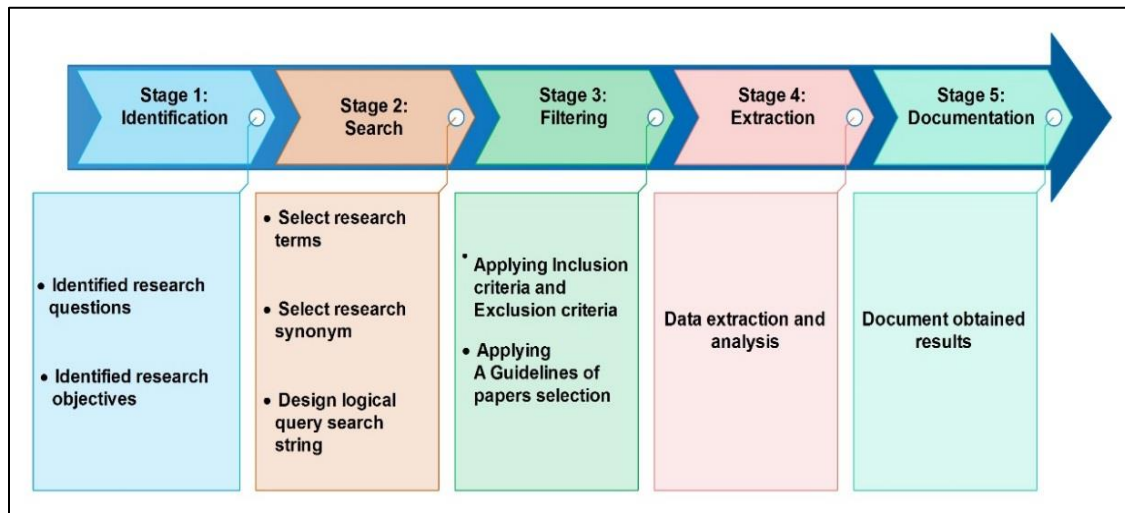 Stage 1:
Identification
Stage 2:
Search
Stage 3:
Filtering
Stage 4:
Extraction
Stage 5:
Documentation
• Identified research
questions
• Identified research
objectives
• Select research
terms
• Select research
synonym
• Design logical
query search
string
• Applying Inclusion
criteria and
Exclusion criteria
• Applying
A Guidelines of
papers selection
Data extraction and
analysis
Document obtained
results